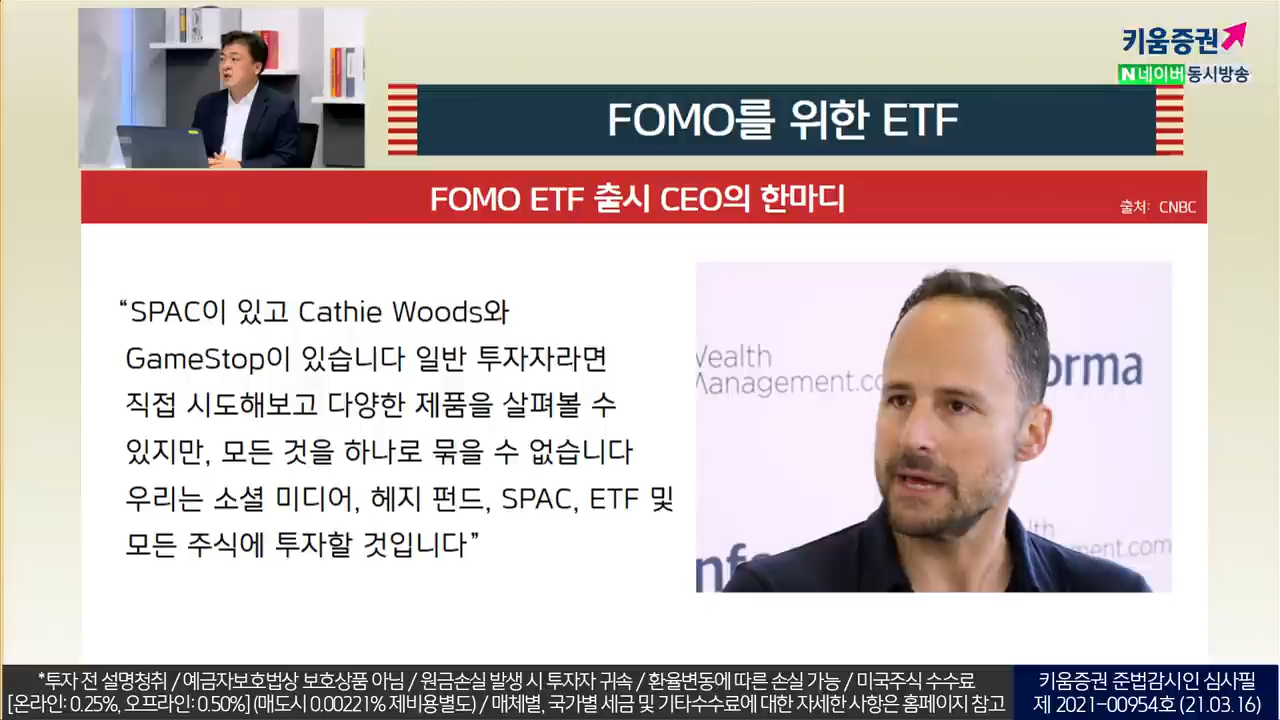 키움증권
N 네이버 동시방송
FOMO를 위한 ETF
FOMO ETF 출시 CEO의 한마디
출처: CNBC
“SPAC이 있고 Cathie Woods와
GameStop이 있습니다 일반 투자자라면
직접 시도해보고 다양한 제품을 살펴볼 수
있지만, 모든 것을 하나로 묶을 수 없습니다
우리는 소셜 미디어, 헤지 펀드, SPAC, ETF 및
모든 주식에 투자할 것입니다”
Wealth
Management.co
orma
nfo
lth
ment.com
*투자 전 설명청취 / 예금자보호법상 보호상품 아님 / 원금손실 발생 시 투자자 귀속 / 환율변동에 따른 손실 가능 / 미국주식 수수료
[온라인: 0.25%, 오프라인: 0.50%] (매도시 0.00221% 제비용별도) / 매체별, 국가별 세금 및 기타수수료에 대한 자세한 사항은 홈페이지 참고
키움증권 준법감시인 심사필
제 2021-00954호 (21.03.16)